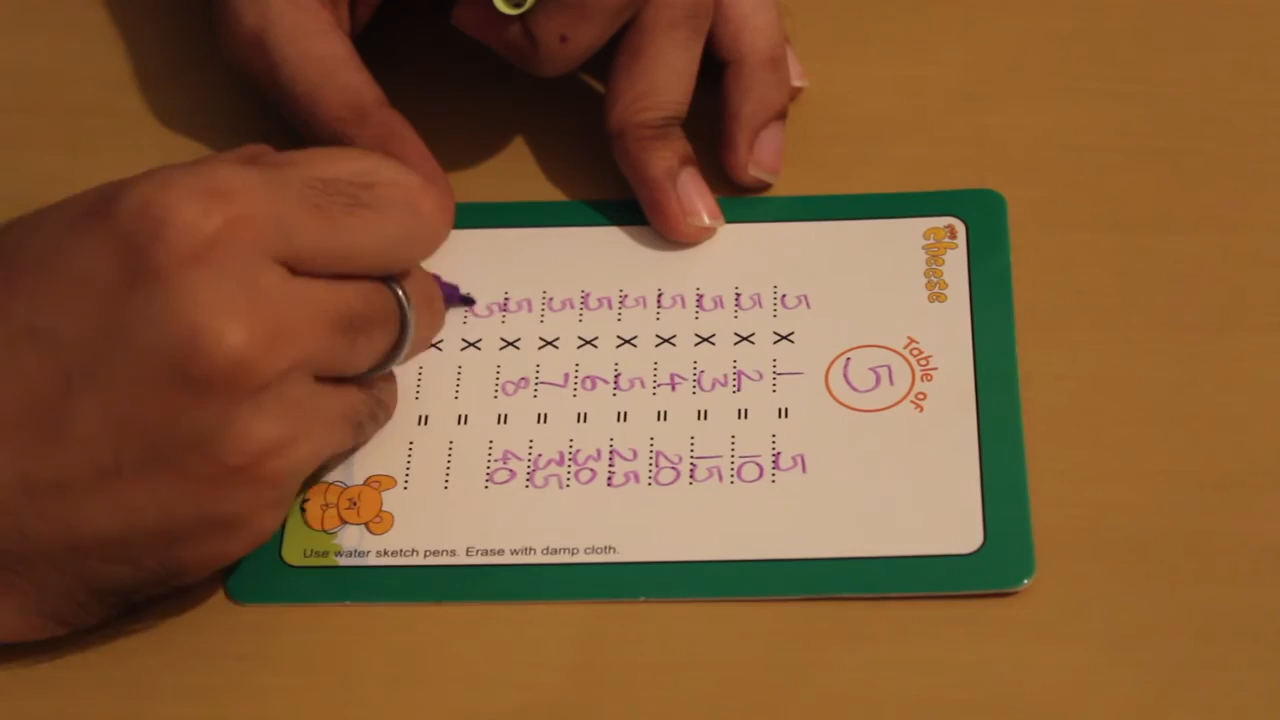 cheese
Table of
5
5 x 1 = 5
5 x 2 = 10
5 x 3 = 15
5 x 4 = 20
5 x 5 = 25
5 x 6 = 30
5 x 7 = 35
5 x 8 = 40
5 x ...... = ........
x ...... = ........
Use water sketch pens. Erase with damp cloth.